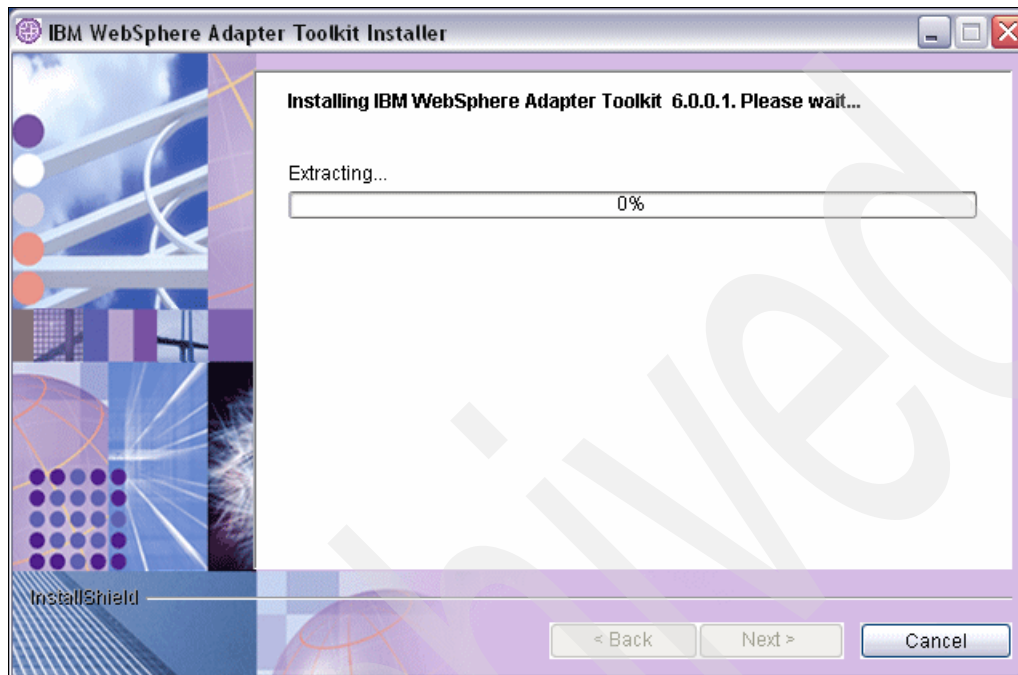 IBM WebSphere Adapter Toolkit Installer
Installing IBM WebSphere Adapter Toolkit 6.0.0.1. Please wait...
Extracting...
0%
InstallShield
< Back
Next >
Cancel
hived